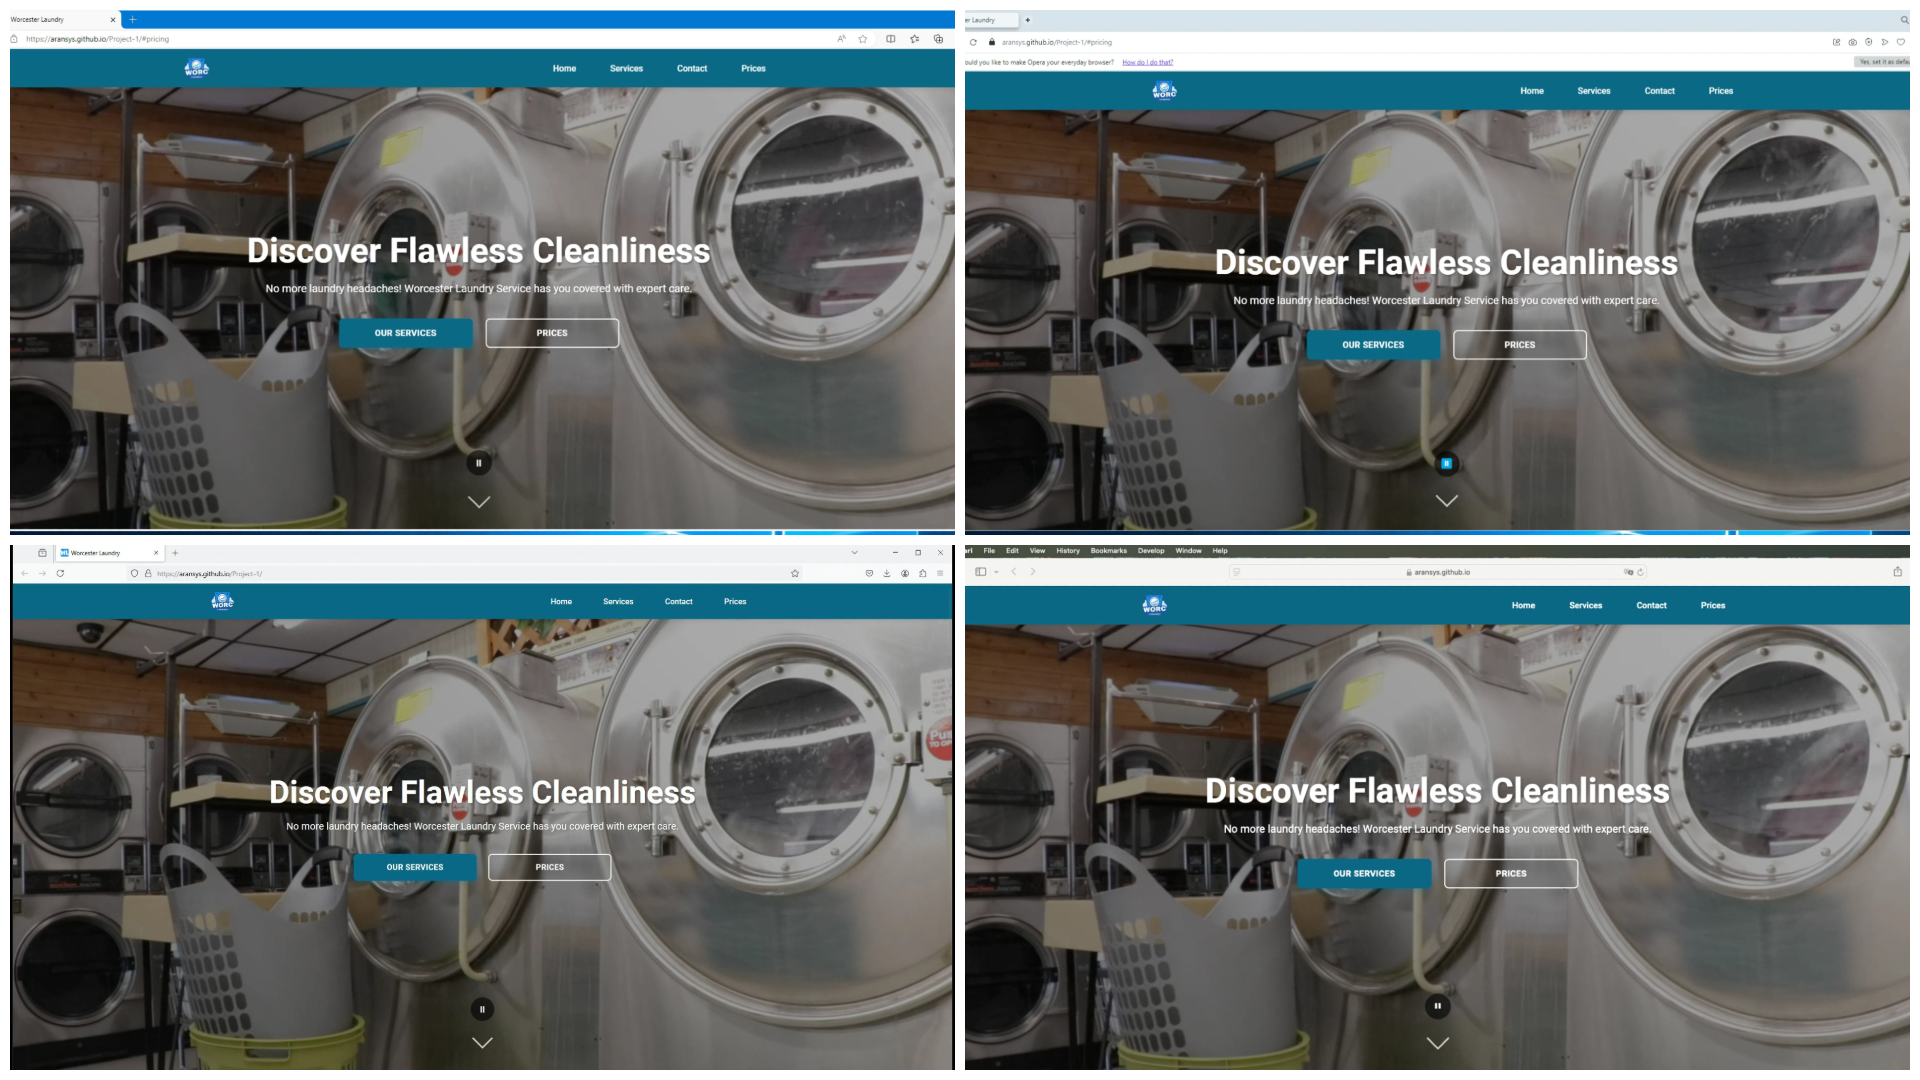 Worcester Laundry
https://aransys.github.io/Project-1/#pricing
WORC
Home Services Contact Prices
Discover Flawless Cleanliness
No more laundry headaches! Worcester Laundry Service has you covered with expert care.
OUR SERVICES PRICES
er Laundry
aransys.github.io/Project-1/#pricing
ould you like to make Opera your everyday browser? How do I do that? Yes, set it as defau
WORC
Home Services Contact Prices
Discover Flawless Cleanliness
No more laundry headaches! Worcester Laundry Service has you covered with expert care.
OUR SERVICES PRICES
WL Worcester Laundry
https://aransys.github.io/Project-1/
WORC
Home Services Contact Prices
Discover Flawless Cleanliness
No more laundry headaches! Worcester Laundry Service has you covered with expert care.
OUR SERVICES PRICES
ari File Edit View History Bookmarks Develop Window Help
aransys.github.io
WORC
Home Services Contact Prices
Discover Flawless Cleanliness
No more laundry headaches! Worcester Laundry Service has you covered with expert care.
OUR SERVICES PRICES